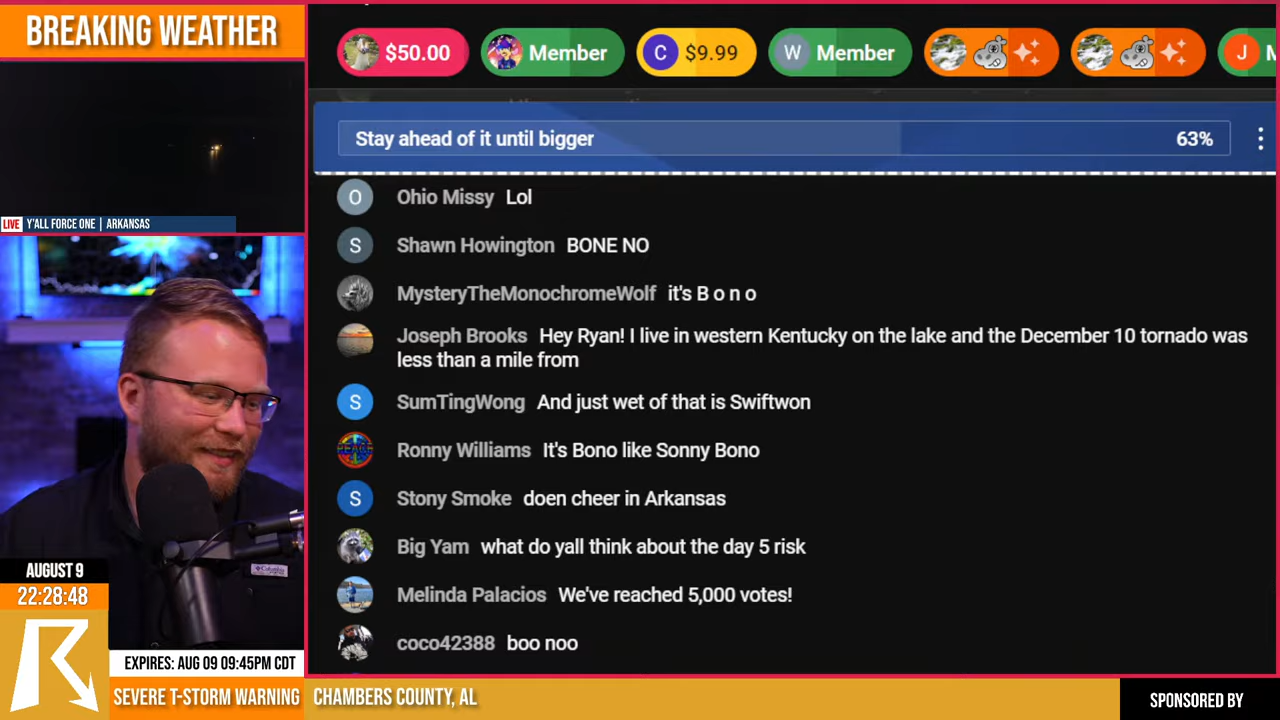 BREAKING WEATHER
$50.00
Member
C $9.99
W Member
J M
Stay ahead of it until bigger 63%
O Ohio Missy Lol
S Shawn Howington BONE NO
MysteryTheMonochromeWolf it's B o n o
Joseph Brooks Hey Ryan! I live in western Kentucky on the lake and the December 10 tornado was
less than a mile from
S SumTingWong And just wet of that is Swiftwon
Ronny Williams It's Bono like Sonny Bono
S Stony Smoke doen cheer in Arkansas
Big Yam what do yall think about the day 5 risk
Melinda Palacios We've reached 5,000 votes!
coco42388 boo noo
LIVE Y'ALL FORCE ONE | ARKANSAS
Columbia
AUGUST 9
22:28:48
EXPIRES: AUG 09 09:45PM CDT
SEVERE T-STORM WARNING CHAMBERS COUNTY, AL
SPONSORED BY